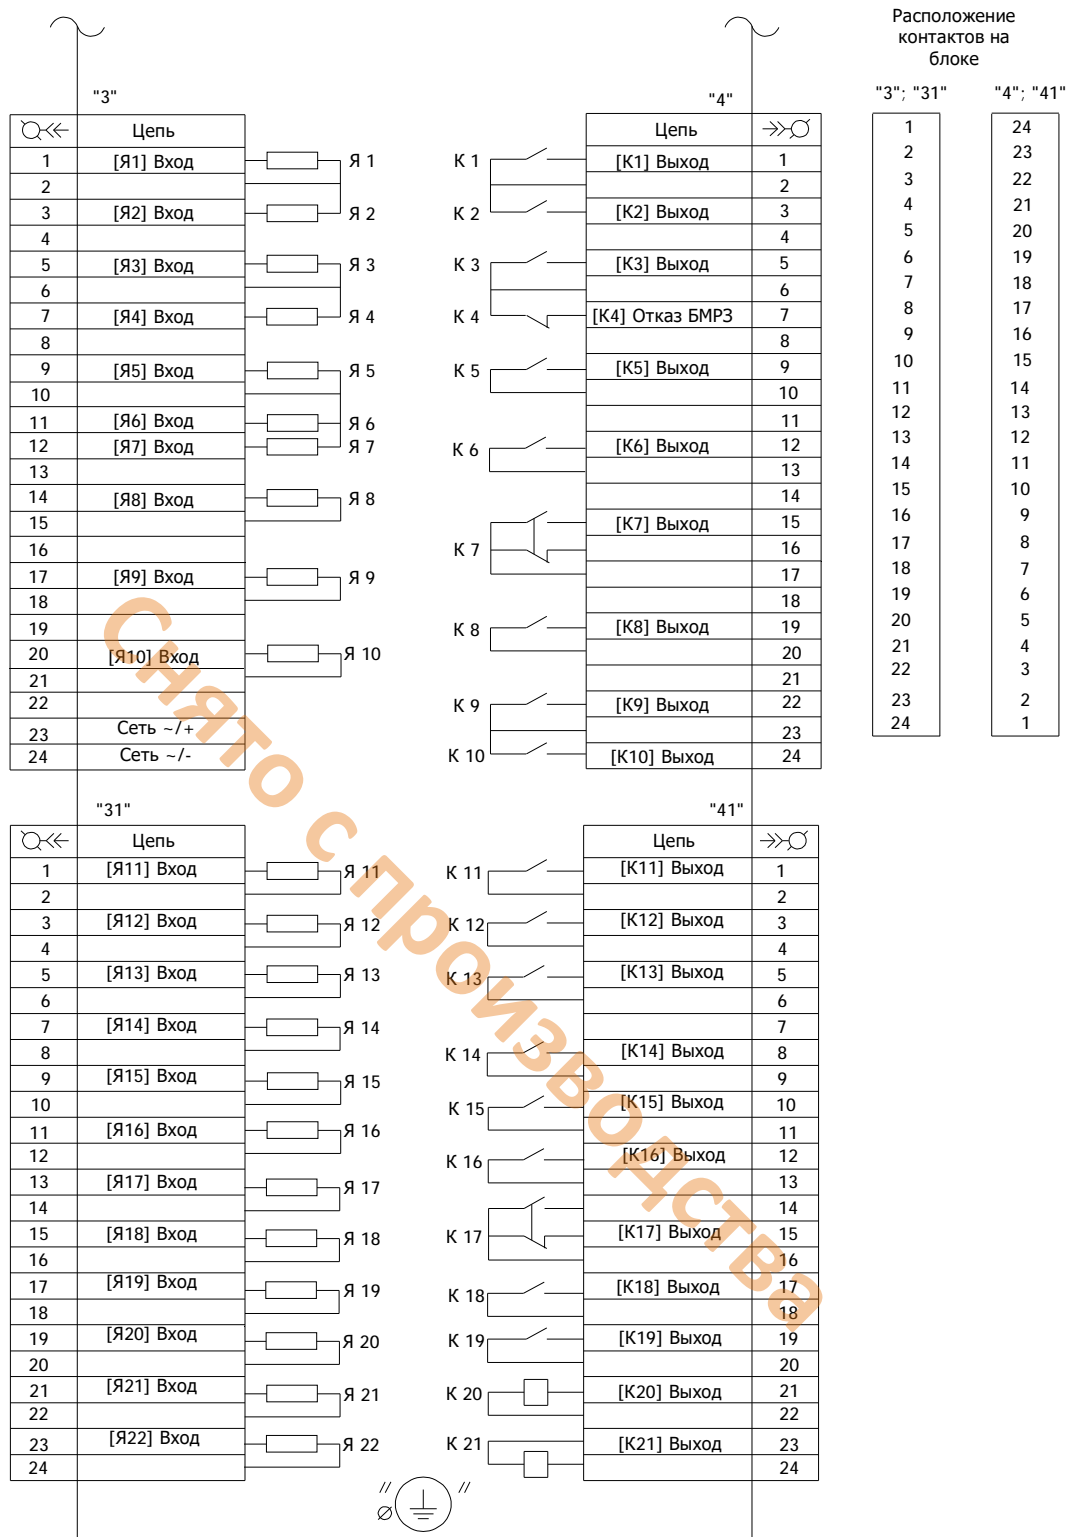 Расположение
контактов на
блоке
"3"; "31" "4"; "41"
1 24
2 23
3 22
4 21
5 20
6 19
7 18
8 17
9 16
10 15
11 14
12 13
13 12
14 11
15 10
16 9
17 8
18 7
19 6
20 5
21 4
22 3
23 2
24 1
"3"
Цепь
1 [Я1] Вход Я 1
2
3 [Я2] Вход Я 2
4
5 [Я3] Вход Я 3
6
7 [Я4] Вход Я 4
8
9 [Я5] Вход Я 5
10
11 [Я6] Вход Я 6
12 [Я7] Вход Я 7
13
14 [Я8] Вход Я 8
15
16
17 [Я9] Вход Я 9
18
19
20 [Я10] Вход Я 10
21
22
23 Сеть ~/+
24 Сеть ~/-
"4"
Цепь
К 1 [К1] Выход 1
2
К 2 [К2] Выход 3
4
К 3 [К3] Выход 5
6
К 4 [К4] Отказ БМРЗ 7
8
К 5 [К5] Выход 9
10
11
К 6 [К6] Выход 12
13
14
К 7 [К7] Выход 15
16
17
18
К 8 [К8] Выход 19
20
21
К 9 [К9] Выход 22
23
К 10 [К10] Выход 24
"31"
Цепь
1 [Я11] Вход Я 11
2
3 [Я12] Вход Я 12
4
5 [Я13] Вход Я 13
6
7 [Я14] Вход Я 14
8
9 [Я15] Вход Я 15
10
11 [Я16] Вход Я 16
12
13 [Я17] Вход Я 17
14
15 [Я18] Вход Я 18
16
17 [Я19] Вход Я 19
18
19 [Я20] Вход Я 20
20
21 [Я21] Вход Я 21
22
23 [Я22] Вход Я 22
24
"41"
Цепь
К 11 [К11] Выход 1
2
К 12 [К12] Выход 3
4
К 13 [К13] Выход 5
6
7
К 14 [К14] Выход 8
9
К 15 [К15] Выход 10
11
К 16 [К16] Выход 12
13
14
К 17 [К17] Выход 15
16
К 18 [К18] Выход 17
18
К 19 [К19] Выход 19
20
К 20 [К20] Выход 21
22
К 21 [К21] Выход 23
24
Снято с производства